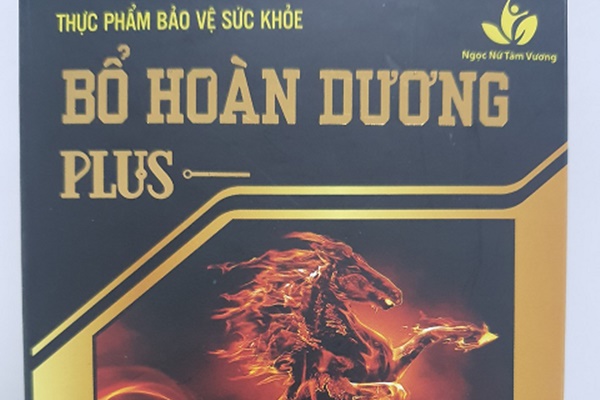 THỰC PHẨM BẢO VỆ SỨC KHỎE
Ngọc Nữ Tâm Vương
BỔ HOÀN DƯƠNG
PLUS